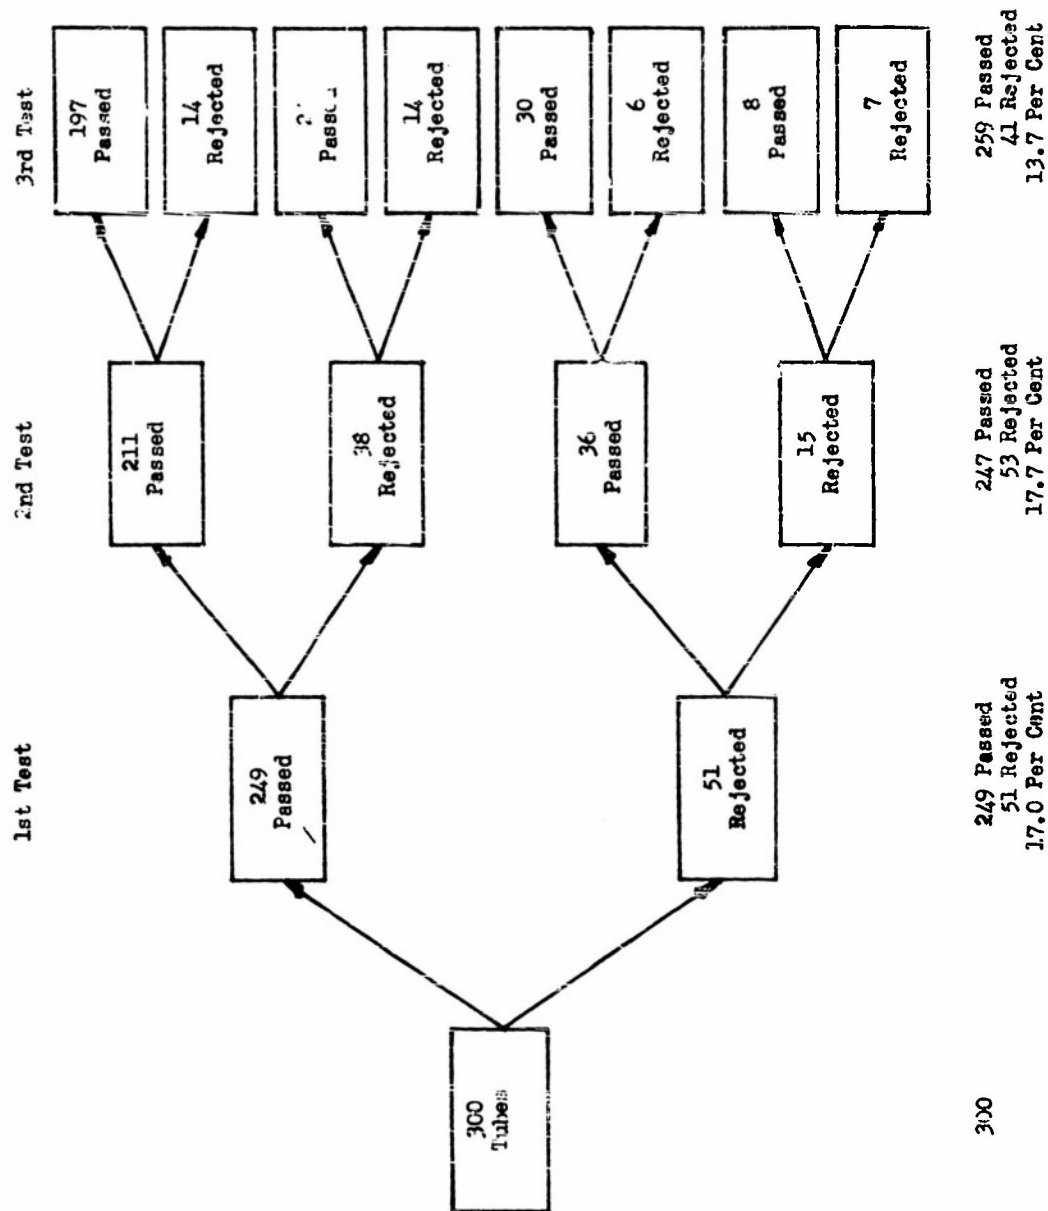 1st Test
2nd Test
3rd Test
300
Tubes
249
Passed
51
Rejected
211
Passed
38
Rejected
36
Passed
15
Rejected
197
Passed
14
Rejected
Passed
14
Rejected
30
Passed
6
Rejected
8
Passed
7
Rejected
300
249 Passed
51 Rejected
17.0 Per Cent
247 Passed
53 Rejected
17.7 Per Cent
259 Passed
41 Rejected
13.7 Per Cent